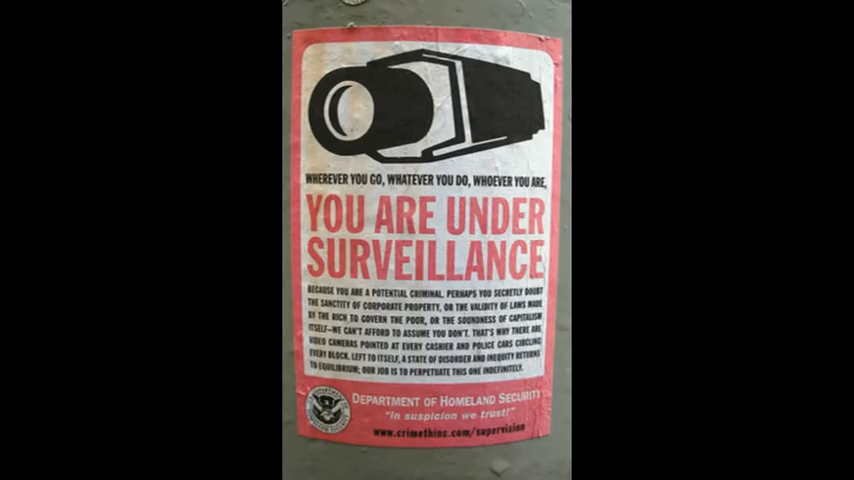 WHEREVER YOU GO, WHATEVER YOU DO, WHOEVER YOU ARE,
YOU ARE UNDER
SURVEILLANCE
BECAUSE YOU ARE A POTENTIAL CRIMINAL. PERHAPS YOU SECRETLY DOUBT
THE SANCTITY OF CORPORATE PROPERTY, OR THE VALIDITY OF LAWS MADE
BY THE RICH TO GOVERN THE POOR, OR THE SOUNDNESS OF CAPITALISM
ITSELF—WE CAN'T AFFORD TO ASSUME YOU DON'T. THAT'S WHY THERE ARE
VIDEO CAMERAS POINTED AT EVERY CASHIER AND POLICE CARS CIRCLING
EVERY BLOCK. LEFT TO ITSELF, A STATE OF DISORDER AND INEQUITY RETURNS
TO EQUILIBRIUM; OUR JOB IS TO PERPETUATE THIS ONE INDEFINITELY.
DEPARTMENT OF HOMELAND SECURITY
"In suspicion we trust!"
www.crimethinc.com/supervision